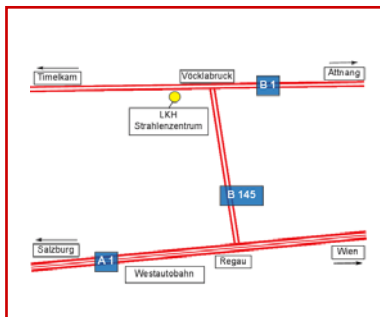 Attnang
Timelkam
Vöcklabruck
B 1
LKH
Strahlenzentrum
B 145
Salzburg
Wien
A 1
Regau
Westautobahn